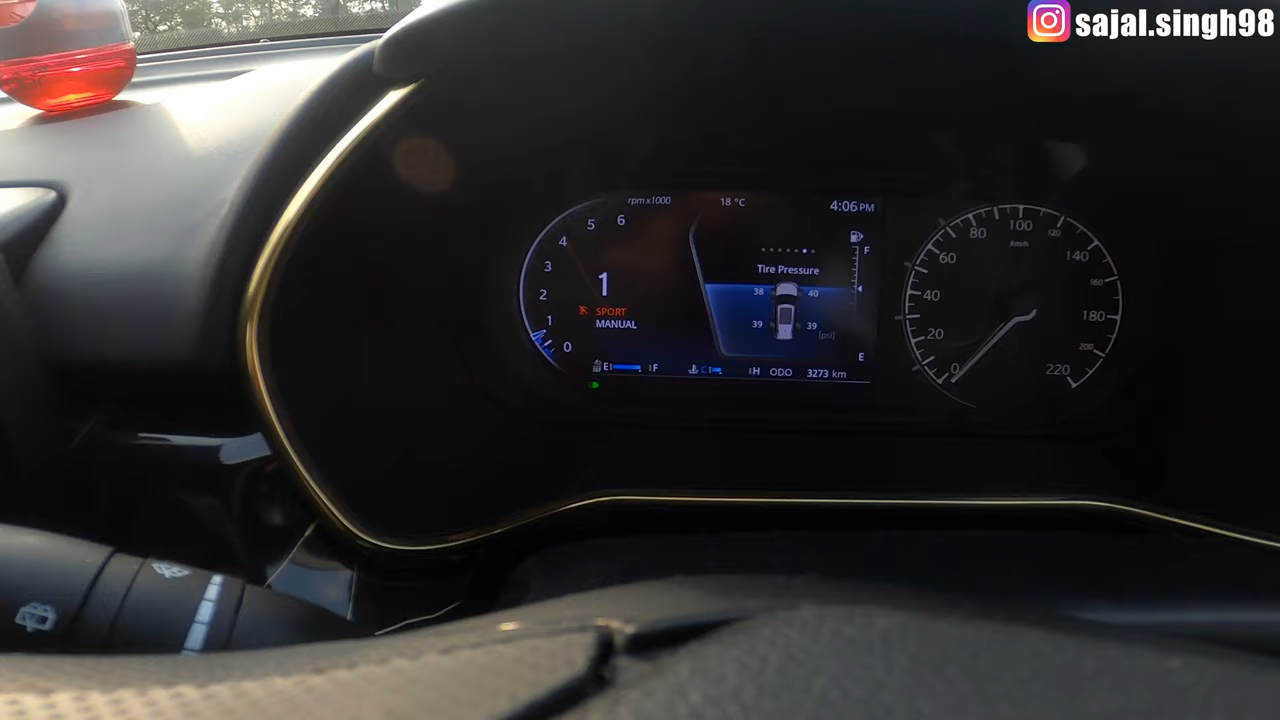 sajal.singh98
rpm x1000
18 °C
4:06 PM
0
1
2
3
4
5
6
1
SPORT
MANUAL
Tire Pressure
38
40
39
39
[psi]
F
E
E F
C H
ODO 3273 km
0
20
40
60
80
100
120
140
160
180
200
220
Km/h